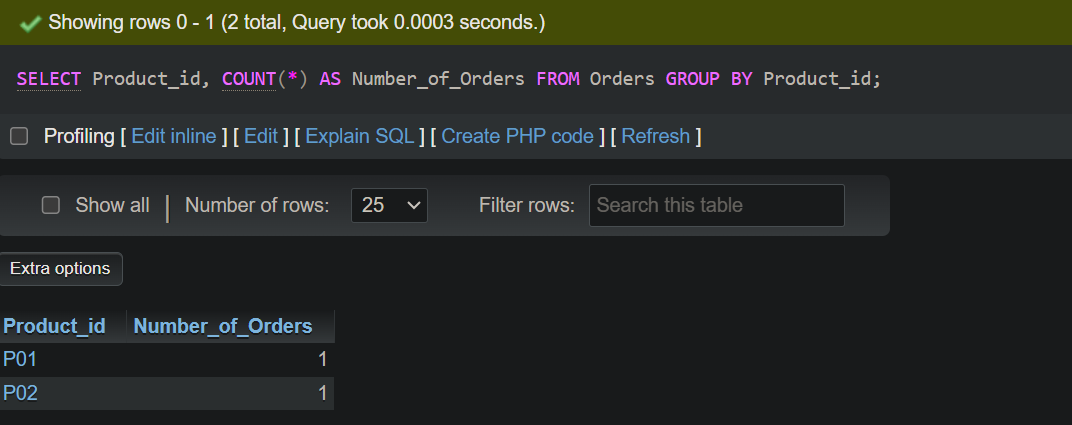 Showing rows 0 - 1 (2 total, Query took 0.0003 seconds.)
SELECT Product_id, COUNT(*) AS Number_of_Orders FROM Orders GROUP BY Product_id;
Profiling [ Edit inline ] [ Edit ] [ Explain SQL ] [ Create PHP code ] [ Refresh ]
Show all | Number of rows: 25 Filter rows: Search this table
Extra options
Product_id Number_of_Orders
P01 1
P02 1